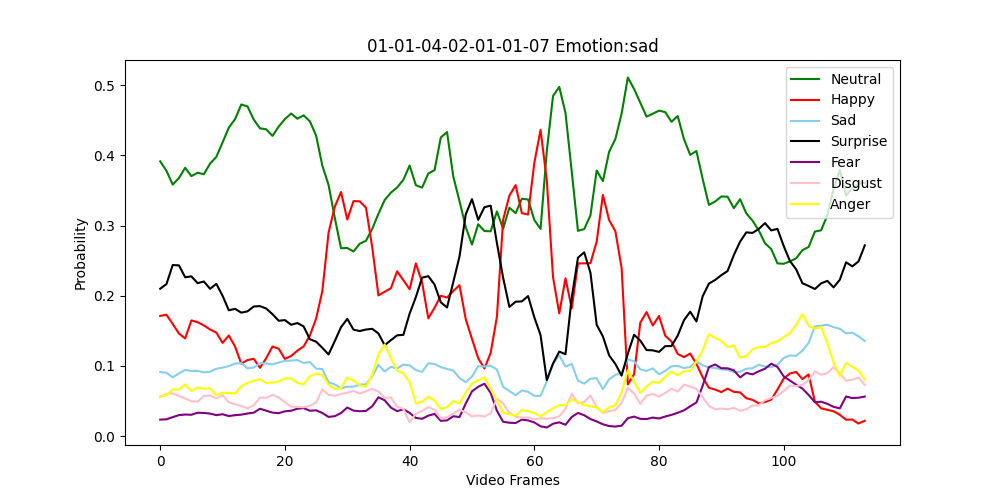 01-01-04-02-01-01-07 Emotion:sad
Neutral
Happy
Sad
Surprise
Fear
Disgust
Anger
Probability
0.5
0.4
0.3
0.2
0.1
0.0
0 20 40 60 80 100
Video Frames